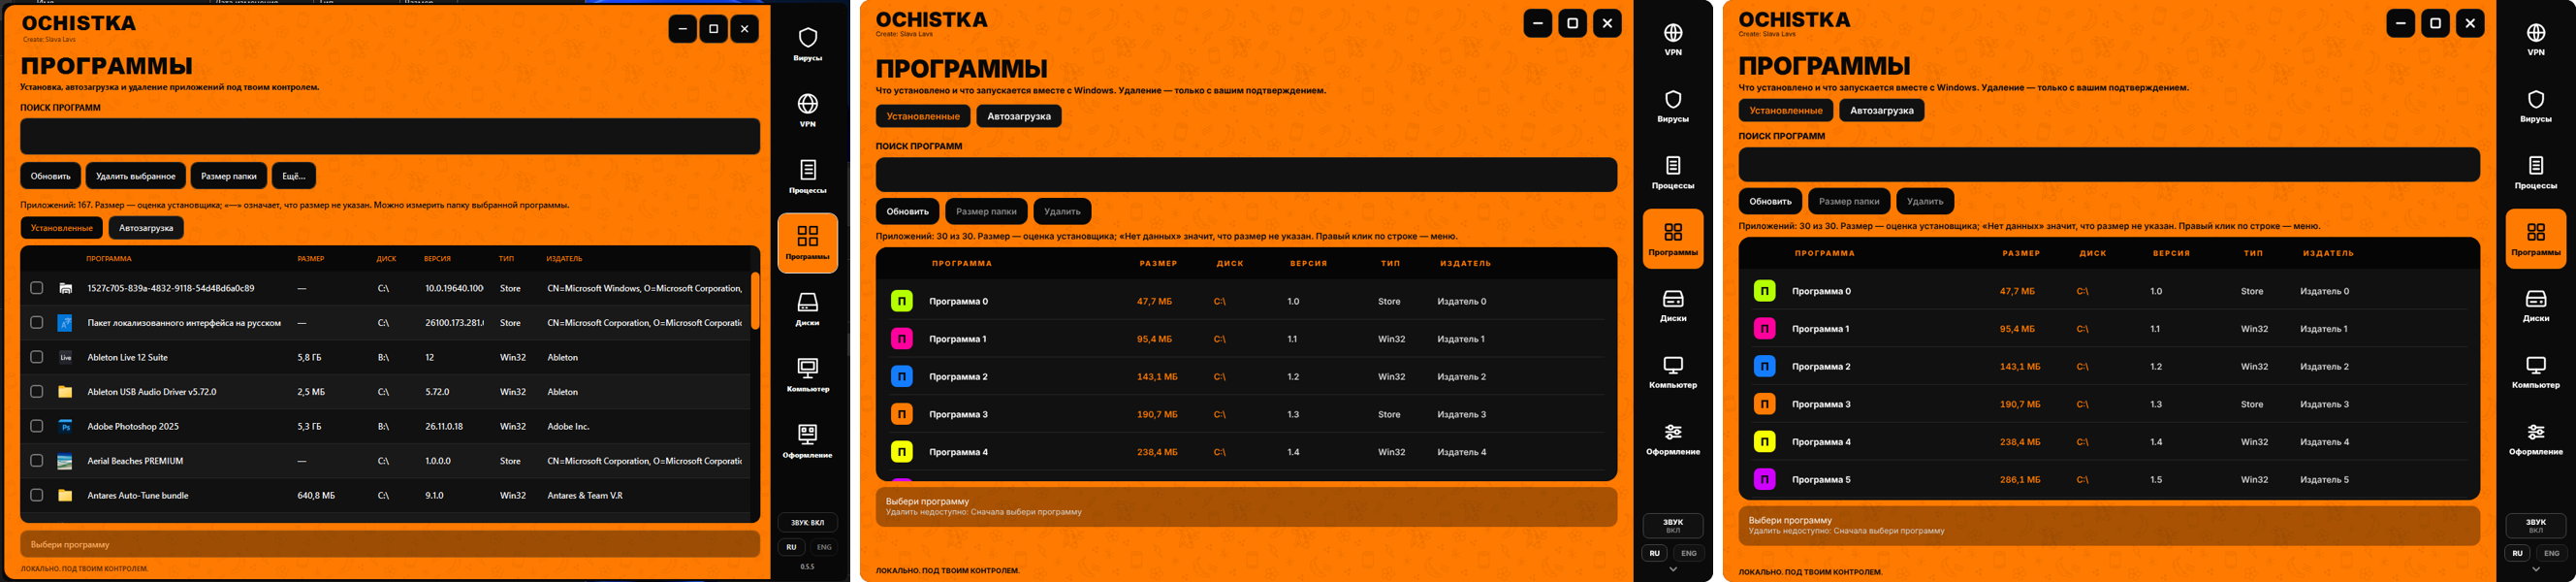 OCHISTKA
Create: Slava Lavs
ПРОГРАММЫ
Установка, автозагрузка и удаление приложений под твоим контролем.
ПОИСК ПРОГРАММ
Обновить Удалить выбранное Размер папки Ещё...
Приложений: 167. Размер — оценка установщика; «—» означает, что размер не указан. Можно измерить папку выбранной программы.
Установленные Автозагрузка
ПРОГРАММА РАЗМЕР ДИСК ВЕРСИЯ ТИП ИЗДАТЕЛЬ
1527c705-839a-4832-9118-54d4Bd6a0c89 — C:\ 10.0.19640.100 Store CN=Microsoft Windows, O=Microsoft Corporation,
Пакет локализованного интерфейса на русском — C:\ 26100.173.281. Store CN=Microsoft Corporation, O=Microsoft Corporatic
Live Ableton Live 12 Suite 5,8 ГБ B:\ 12 Win32 Ableton
Ableton USB Audio Driver v5.72.0 2,5 МБ C:\ 5.72.0 Win32 Ableton
Ps Adobe Photoshop 2025 5,3 ГБ B:\ 26.11.0.18 Win32 Adobe Inc.
Aerial Beaches PREMIUM — C:\ 1.0.0.0 Store CN=Microsoft Corporation, O=Microsoft Corporatic
Antares Auto-Tune bundle 640,8 МБ C:\ 9.1.0 Win32 Antares & Team V.R
Выбери программу
ЛОКАЛЬНО. ПОД ТВОИМ КОНТРОЛЕМ.
Вирусы
VPN
Процессы
Программы
Диски
Компьютер
Оформление
ЗВУК: ВКЛ
RU ENG
0.5.5
OCHISTKA
Create: Slava Lavs
ПРОГРАММЫ
Что установлено и что запускается вместе с Windows. Удаление — только с вашим подтверждением.
Установленные Автозагрузка
ПОИСК ПРОГРАММ
Обновить Размер папки Удалить
Приложений: 30 из 30. Размер — оценка установщика; «Нет данных» значит, что размер не указан. Правый клик по строке — меню.
ПРОГРАММА РАЗМЕР ДИСК ВЕРСИЯ ТИП ИЗДАТЕЛЬ
П Программа 0 47,7 МБ C:\ 1.0 Store Издатель 0
П Программа 1 95,4 МБ C:\ 1.1 Win32 Издатель 1
П Программа 2 143,1 МБ C:\ 1.2 Win32 Издатель 2
П Программа 3 190,7 МБ C:\ 1.3 Store Издатель 3
П Программа 4 238,4 МБ C:\ 1.4 Win32 Издатель 4
Выбери программу
Удалить недоступно: Сначала выбери программу
ЛОКАЛЬНО. ПОД ТВОИМ КОНТРОЛЕМ.
VPN
Вирусы
Процессы
Программы
Диски
Компьютер
Оформление
ЗВУК
ВКЛ
RU ENG
OCHISTKA
Create: Slava Lavs
ПРОГРАММЫ
Что установлено и что запускается вместе с Windows. Удаление — только с вашим подтверждением.
Установленные Автозагрузка
ПОИСК ПРОГРАММ
Обновить Размер папки Удалить
Приложений: 30 из 30. Размер — оценка установщика; «Нет данных» значит, что размер не указан. Правый клик по строке — меню.
ПРОГРАММА РАЗМЕР ДИСК ВЕРСИЯ ТИП ИЗДАТЕЛЬ
П Программа 0 47,7 МБ C:\ 1.0 Store Издатель 0
П Программа 1 95,4 МБ C:\ 1.1 Win32 Издатель 1
П Программа 2 143,1 МБ C:\ 1.2 Win32 Издатель 2
П Программа 3 190,7 МБ C:\ 1.3 Store Издатель 3
П Программа 4 238,4 МБ C:\ 1.4 Win32 Издатель 4
П Программа 5 286,1 МБ C:\ 1.5 Win32 Издатель 5
Выбери программу
Удалить недоступно: Сначала выбери программу
ЛОКАЛЬНО. ПОД ТВОИМ КОНТРОЛЕМ.
VPN
Вирусы
Процессы
Программы
Диски
Компьютер
Оформление
ЗВУК
ВКЛ
RU ENG